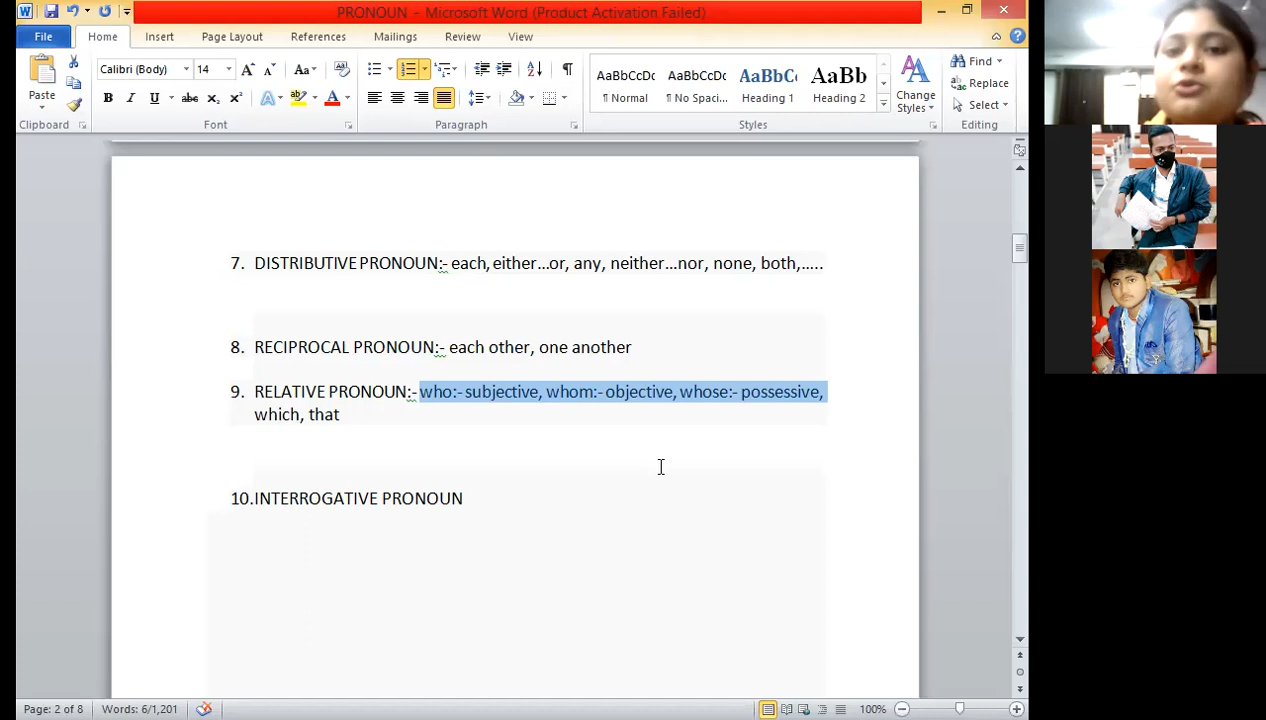 PRONOUN - Microsoft Word (Product Activation Failed)
File Home Insert Page Layout References Mailings Review View
Calibri (Body) 14
Paste
AaBbCcDc AaBbCcDc AaBbCc AaBb
¶ Normal ¶ No Spaci... Heading 1 Heading 2
Change Styles
Find
Replace
Select
Clipboard Font Paragraph Styles Editing
7. DISTRIBUTIVE PRONOUN:- each, either...or, any, neither...nor, none, both,.....
8. RECIPROCAL PRONOUN:- each other, one another
9. RELATIVE PRONOUN:- who:- subjective, whom:- objective, whose:- possessive,
which, that
10.INTERROGATIVE PRONOUN
Page: 2 of 8 Words: 6/1,201 100%